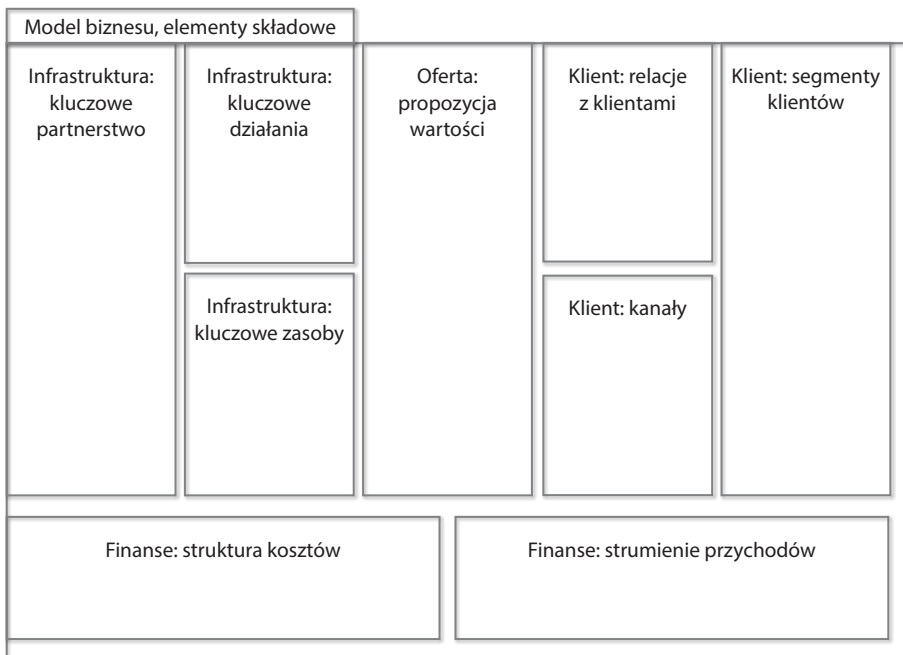 Model biznesu, elementy składowe
Infrastruktura:
kluczowe
partnerstwo
Infrastruktura:
kluczowe
działania
Infrastruktura:
kluczowe zasoby
Oferta:
propozycja
wartości
Klient: relacje
z klientami
Klient: kanały
Klient: segmenty
klientów
Finanse: struktura kosztów
Finanse: strumienie przychodów